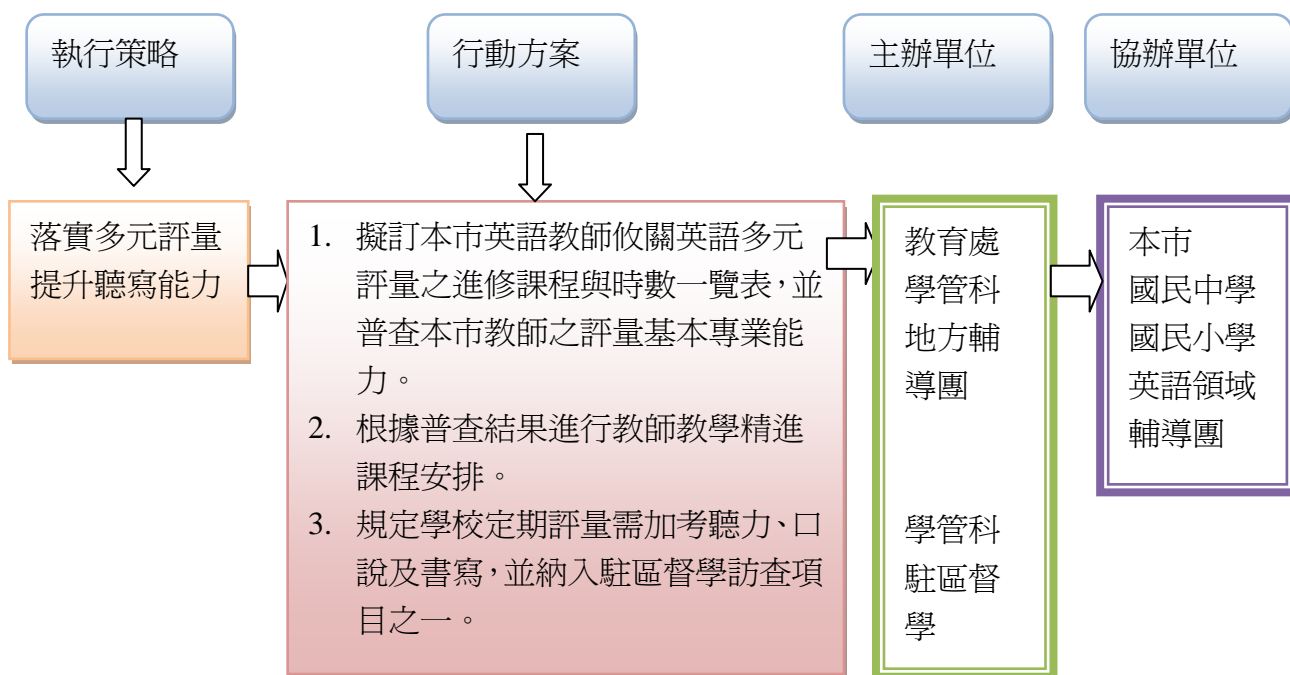 執行策略
行動方案
主辦單位
協辦單位
落實多元評量
提升聽寫能力
1. 擬訂本市英語教師攸關英語多元
評量之進修課程與時數一覽表，並
普查本市教師之評量基本專業能
力。
2. 根據普查結果進行教師教學精進
課程安排。
3. 規定學校定期評量需加考聽力、口
說及書寫，並納入駐區督學訪查項
目之一。
教育處
學管科
地方輔
導團
學管科
駐區督
學
本市
國民中學
國民小學
英語領域
輔導團